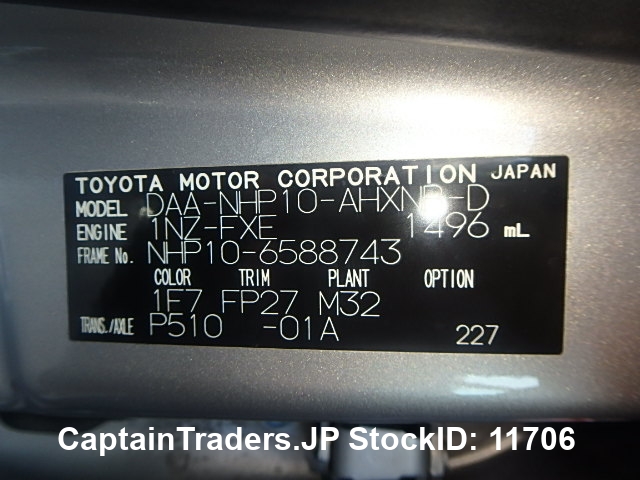 TOYOTA MOTOR CORPORATION JAPAN
MODEL DAA-NHP10-AHXNB-D
ENGINE 1NZ-FXE 1496 mL
FRAME No. NHP10-6588743
COLOR TRIM PLANT OPTION
1F7 FP27 M32
TRANS./AXLE P510 -01A 227
CaptainTraders.JP StockID: 11706